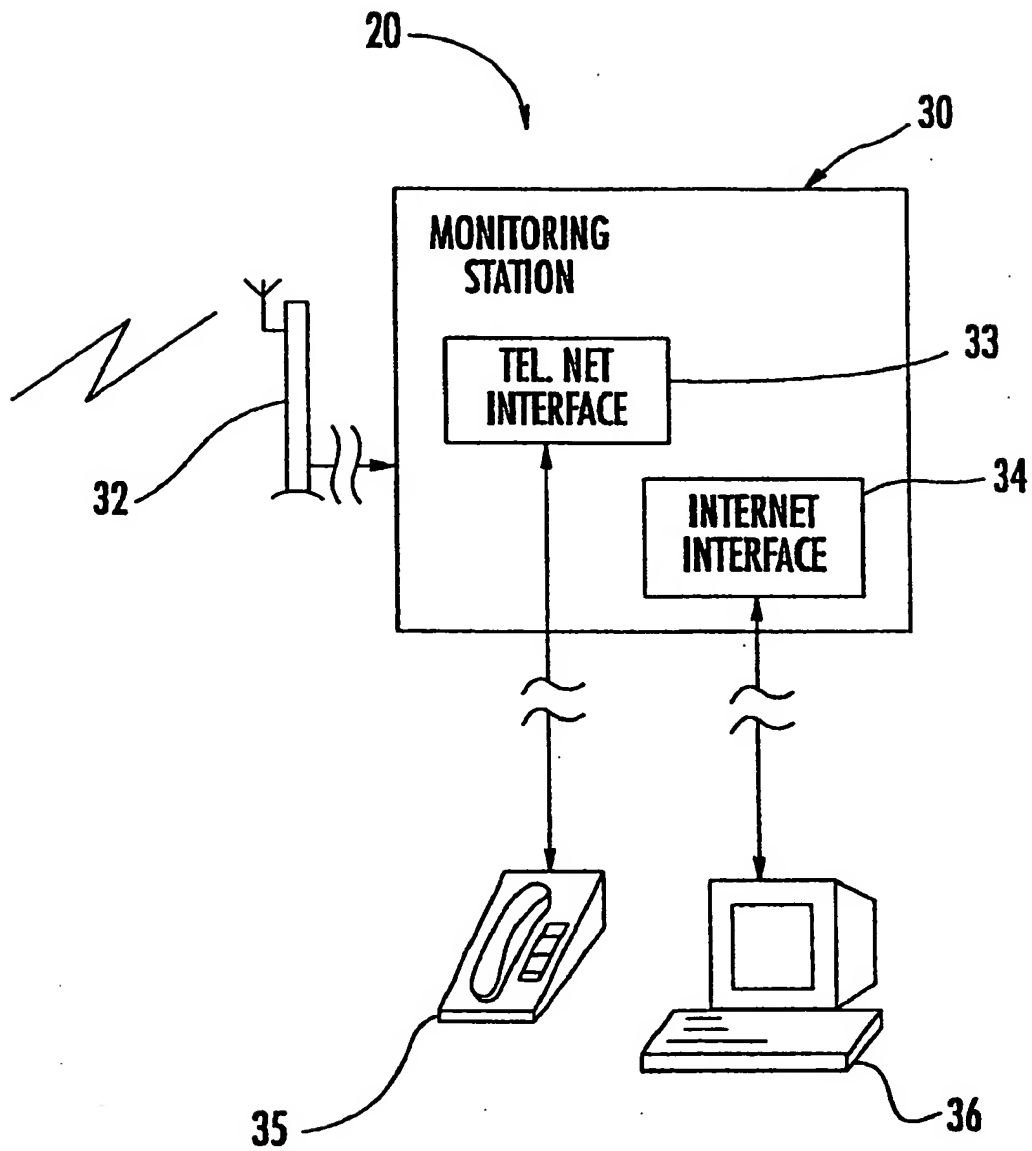 20
30
MONITORING
STATION
33
TEL. NET
INTERFACE
32
34
INTERNET
INTERFACE
35
36